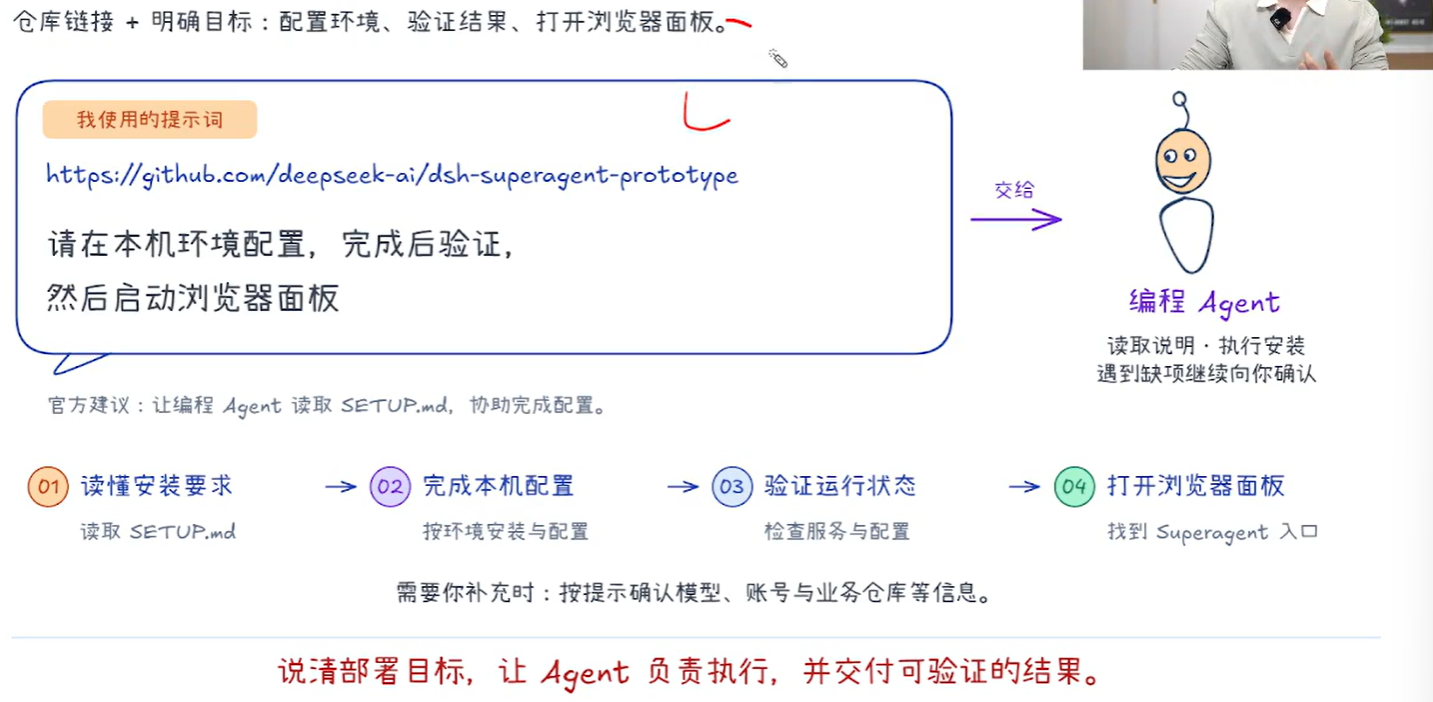 仓库链接 + 明确目标：配置环境、验证结果、打开浏览器面板。
我使用的提示词
https://github.com/deepseek-ai/dsh-superagent-prototype
请在本机环境配置，完成后验证，
然后启动浏览器面板
交给
编程 Agent
读取说明·执行安装
遇到缺项继续向你确认
官方建议：让编程 Agent 读取 SETUP.md，协助完成配置。
01 读懂安装要求
读取 SETUP.md
02 完成本机配置
按环境安装与配置
03 验证运行状态
检查服务与配置
04 打开浏览器面板
找到 Superagent 入口
需要你补充时：按提示确认模型、账号与业务仓库等信息。
说清部署目标，让 Agent 负责执行，并交付可验证的结果。